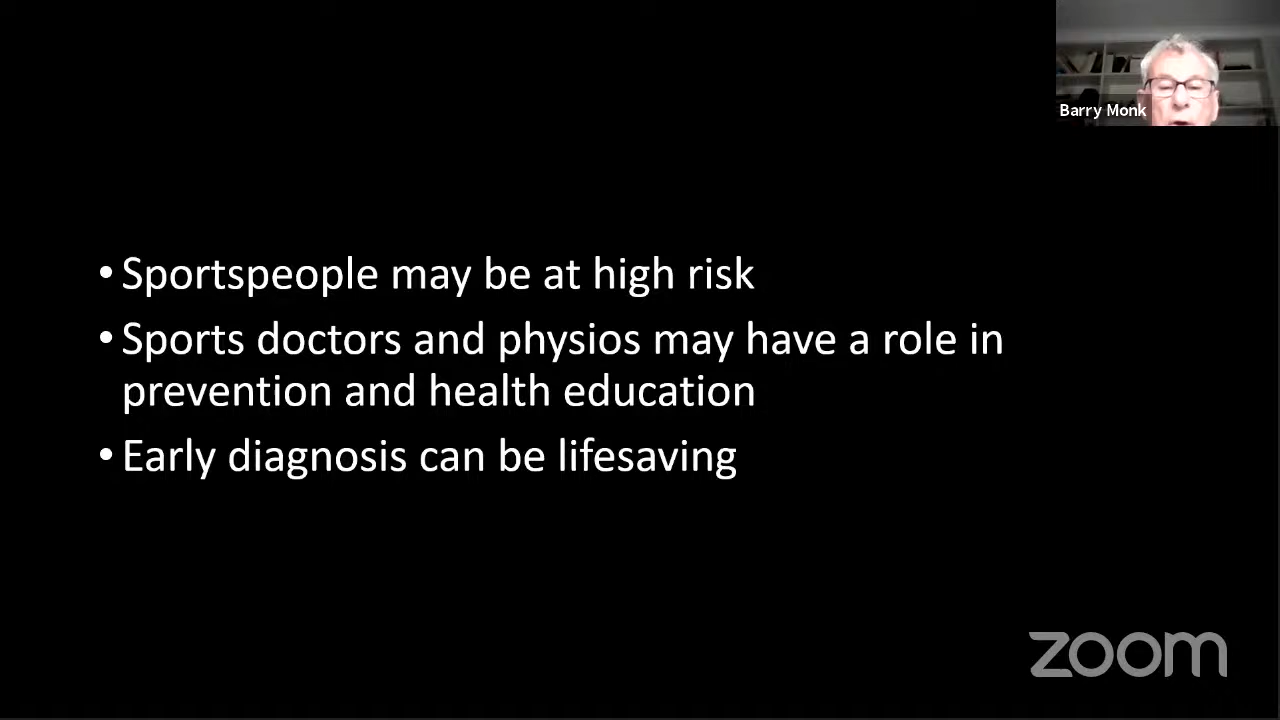 Barry Monk
• Sportspeople may be at high risk
• Sports doctors and physios may have a role in
prevention and health education
• Early diagnosis can be lifesaving
zoom